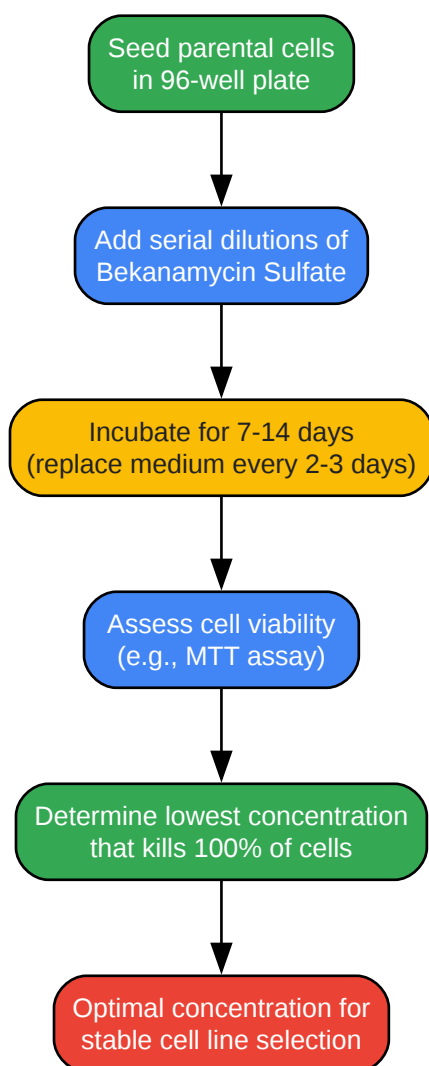 Seed parental cells
in 96-well plate
Add serial dilutions of
Bekanamycin Sulfate
Incubate for 7-14 days
(replace medium every 2-3 days)
Assess cell viability
(e.g., MTT assay)
Determine lowest concentration
that kills 100% of cells
Optimal concentration for
stable cell line selection